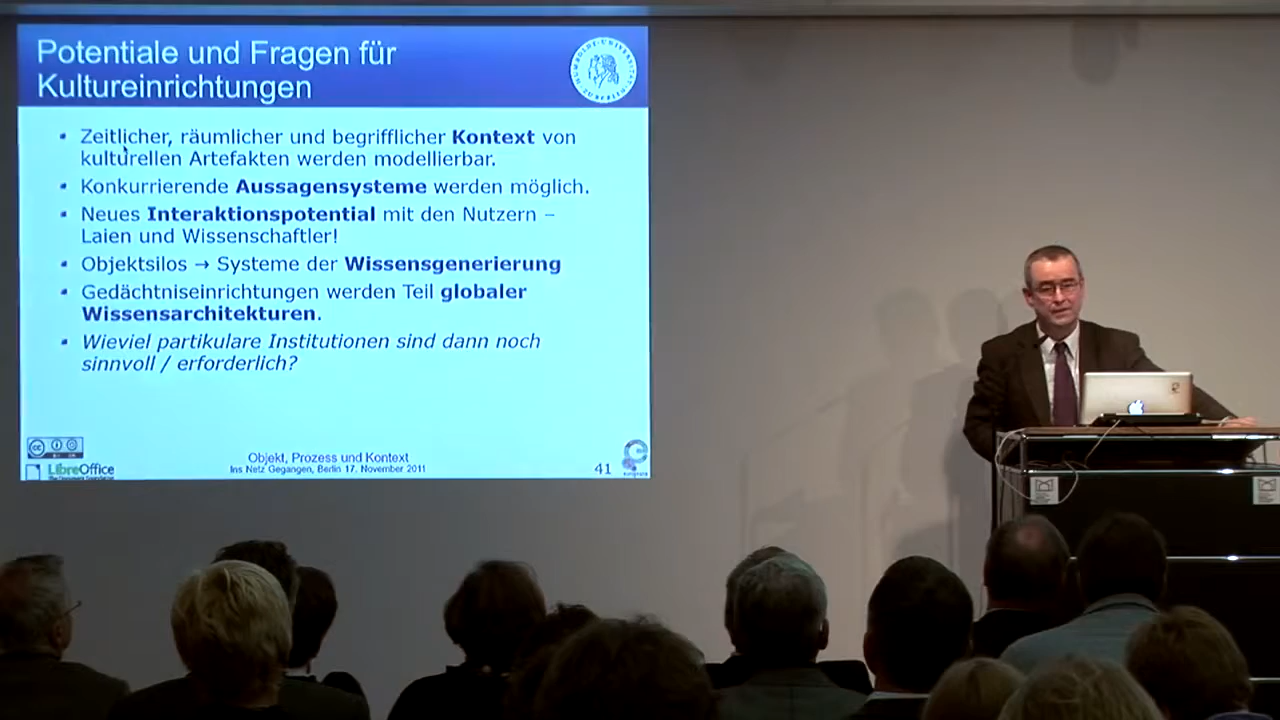 Potentiale und Fragen für
Kultureinrichtungen
Zeitlicher, räumlicher und begrifflicher Kontext von
kulturellen Artefakten werden modellierbar.
Konkurrierende Aussagensysteme werden möglich.
Neues Interaktionspotential mit den Nutzern –
Laien und Wissenschaftler!
Objektsilos → Systeme der Wissensgenerierung
Gedächtniseinrichtungen werden Teil globaler
Wissensarchitekturen.
Wieviel partikulare Institutionen sind dann noch
sinnvoll / erforderlich?
Objekt, Prozess und Kontext
Ins Netz Gegangen, Berlin 17. November 2011
41
LibreOffice